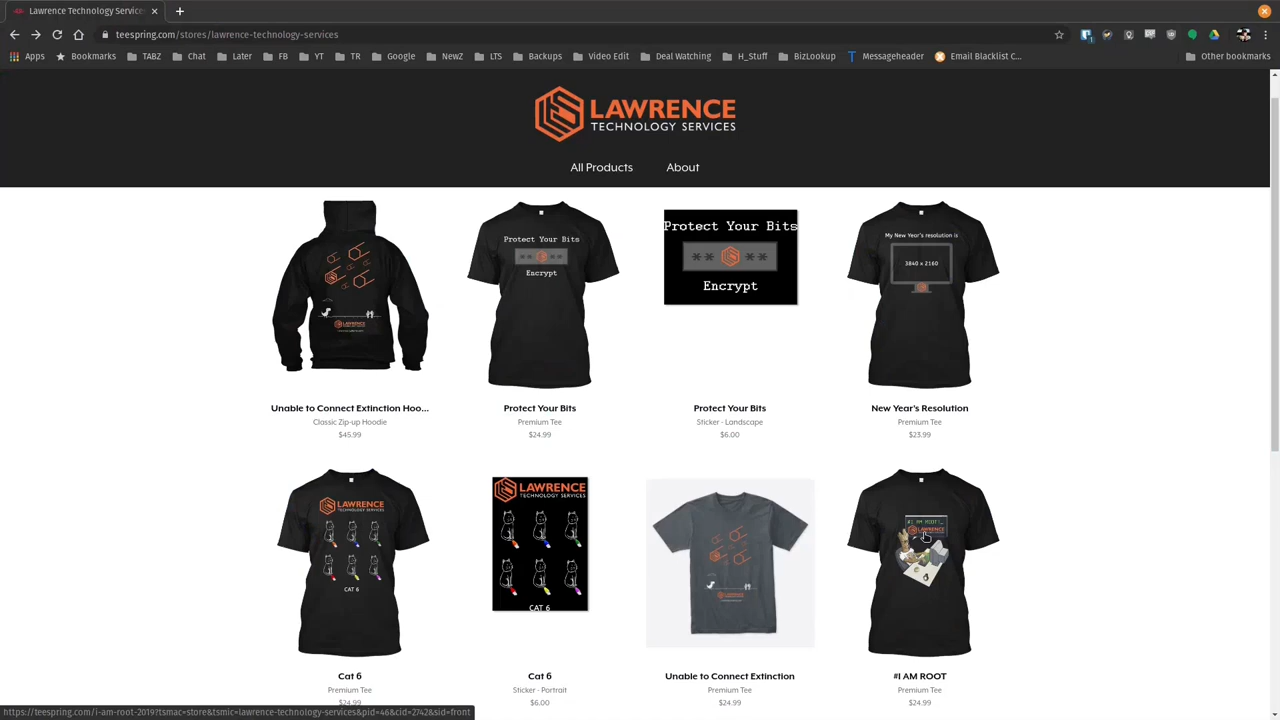 Lawrence Technology Services
teespring.com/stores/lawrence-technology-services
Apps Bookmarks TABZ Chat Later FB YT TR Google NewZ LTS Backups Video Edit Deal Watching H_Stuff BizLookup Messageheader Email Blacklist C... Other bookmarks
LAWRENCE
TECHNOLOGY SERVICES
All Products About
Protect Your Bits
Encrypt
Protect Your Bits
** **
Encrypt
My New Year's resolution is
3840 x 2160
LAWRENCE
Unable to Connect Extinction Hoo... Protect Your Bits Protect Your Bits New Year's Resolution
Classic Zip-up Hoodie Premium Tee Sticker - Landscape Premium Tee
$45.99 $24.99 $6.00 $23.99
LAWRENCE
TECHNOLOGY SERVICES
CAT 6
LAWRENCE
TECHNOLOGY SERVICES
CAT 6
LAWRENCE
#I AM ROOT!_
LAWRENCE
Cat 6 Cat 6 Unable to Connect Extinction #I AM ROOT
Premium Tee Sticker - Portrait Premium Tee Premium Tee
$24.99 $6.00 $24.99 $24.99
https://teespring.com/i-am-root-2019?tsmac=store&tsmic=lawrence-technology-services&pid=46&cid=2742&sid=front